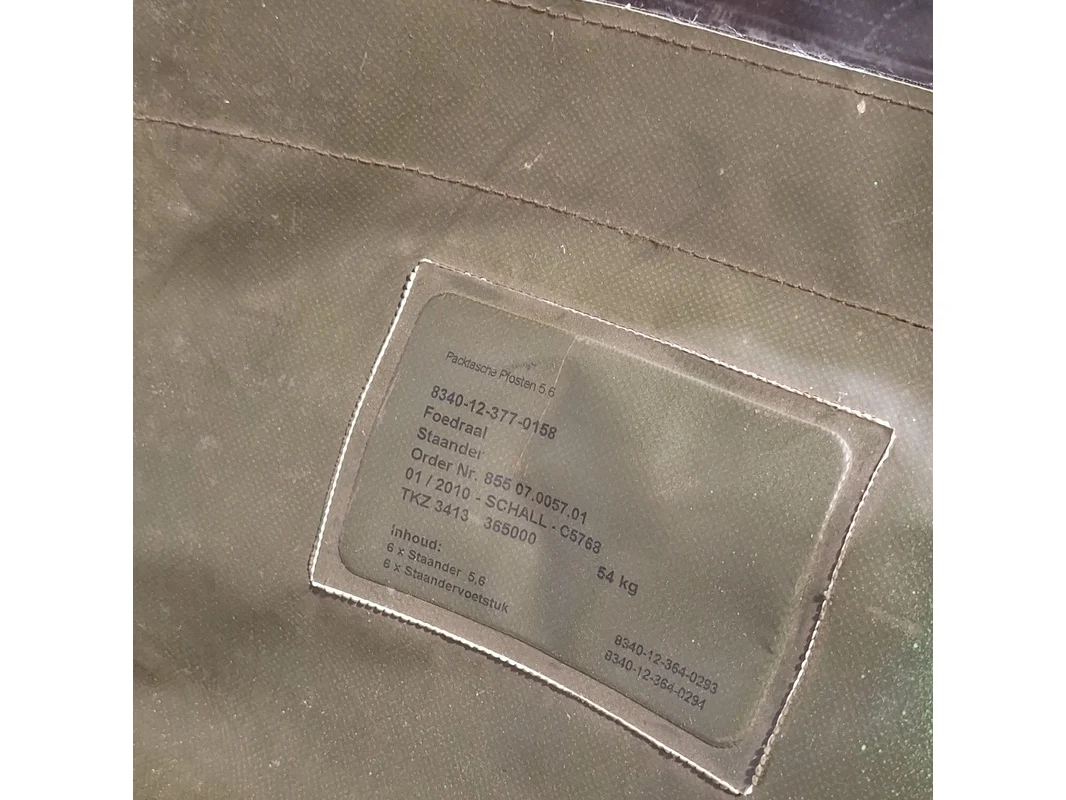 Packtasche Pfosten 5,6
8340-12-377-0158
Foedraal
Staander
Order Nr. 855 07.0057.01
01 / 2010 - SCHALL - C5768
TKZ 3413 365000
54 kg
Inhoud:
6 x Staander 5,6
6 x Staandervoetstuk
8340-12-364-0293
8340-12-364-0294